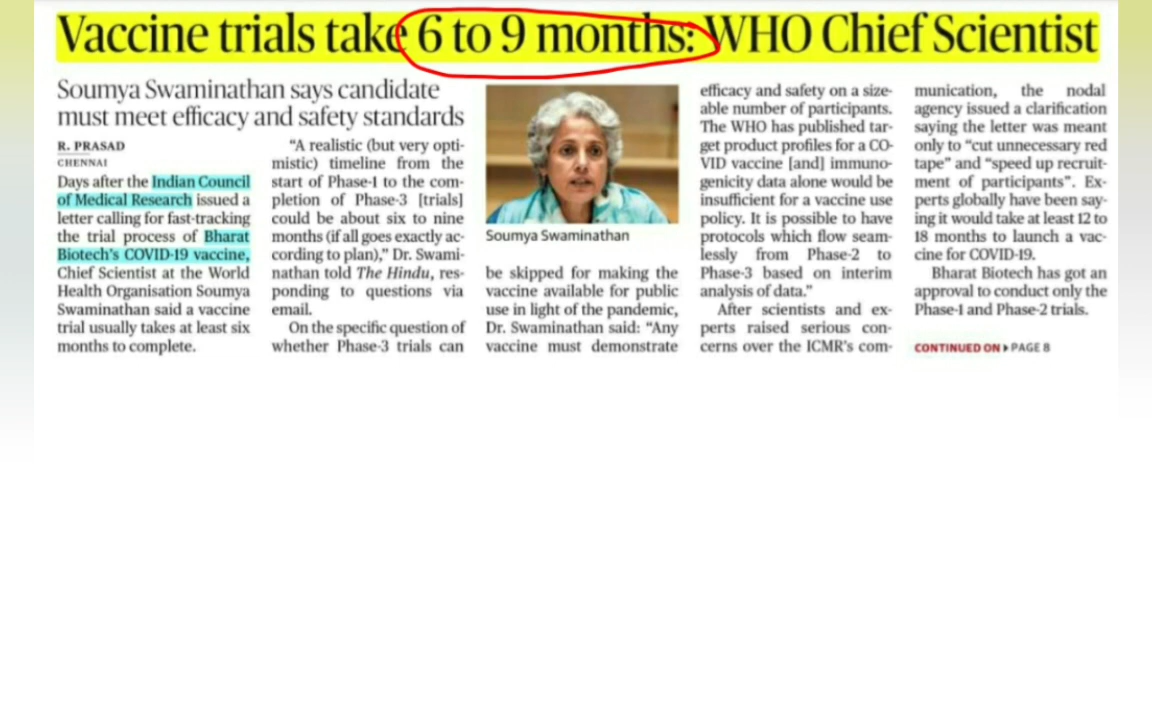 Vaccine trials take 6 to 9 months: WHO Chief Scientist
Soumya Swaminathan says candidate
must meet efficacy and safety standards
R. PRASAD
CHENNAI
Days after the Indian Council
of Medical Research issued a
letter calling for fast-tracking
the trial process of Bharat
Biotech's COVID-19 vaccine,
Chief Scientist at the World
Health Organisation Soumya
Swaminathan said a vaccine
trial usually takes at least six
months to complete.
"A realistic (but very opti-
mistic) timeline from the
start of Phase-I to the com-
pletion of Phase-3 [trials]
could be about six to nine
months (if all goes exactly ac-
cording to plan)," Dr. Swami-
nathan told The Hindu, res-
ponding to questions via
email.
On the specific question of
whether Phase-3 trials can
Soumya Swaminathan
be skipped for making the
vaccine available for public
use in light of the pandemic,
Dr. Swaminathan said: "Any
vaccine must demonstrate
efficacy and safety on a size-
able number of participants.
The WHO has published tar-
get product profiles for a CO-
VID vaccine [and] immuno-
genicity data alone would be
insufficient for a vaccine use
policy. It is possible to have
protocols which flow seam-
lessly from Phase-2 to
Phase-3 based on interim
analysis of data."
After scientists and ex-
perts raised serious con-
cerns over the ICMR's com-
munication, the nodal
agency issued a clarification
saying the letter was meant
only to "cut unnecessary red
tape" and "speed up recruit-
ment of participants". Ex-
perts globally have been say-
ing it would take at least 12 to
18 months to launch a vac-
cine for COVID-19.
Bharat Biotech has got an
approval to conduct only the
Phase-1 and Phase-2 trials.
CONTINUED ON ▸ PAGE 8